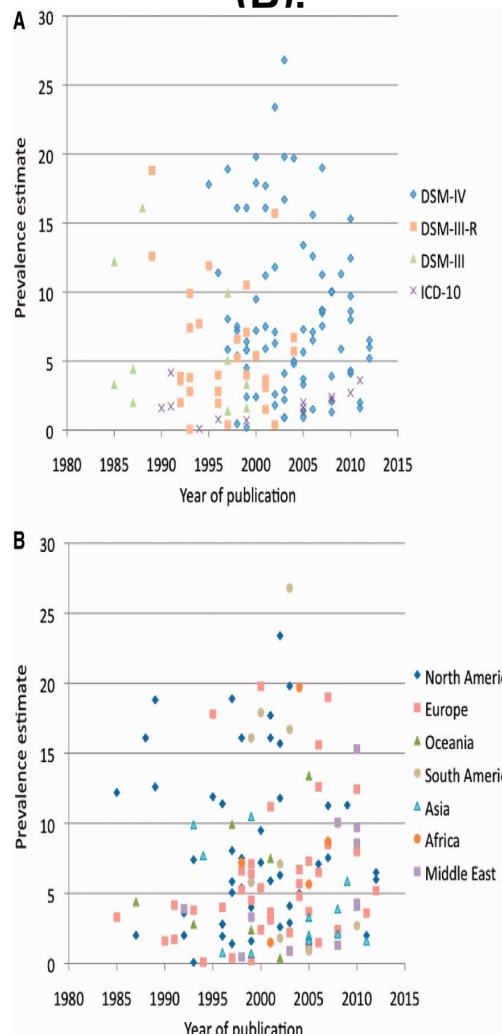 (B).
A
30
25
20
15
10
5
0
Prevalence estimate
1980 1985 1990 1995 2000 2005 2010 2015
Year of publication
DSM-IV
DSM-III-R
DSM-III
ICD-10
B
30
25
20
15
10
5
0
Prevalence estimate
1980 1985 1990 1995 2000 2005 2010 2015
Year of publication
North Ameri
Europe
Oceania
South Ameri
Asia
Africa
Middle East